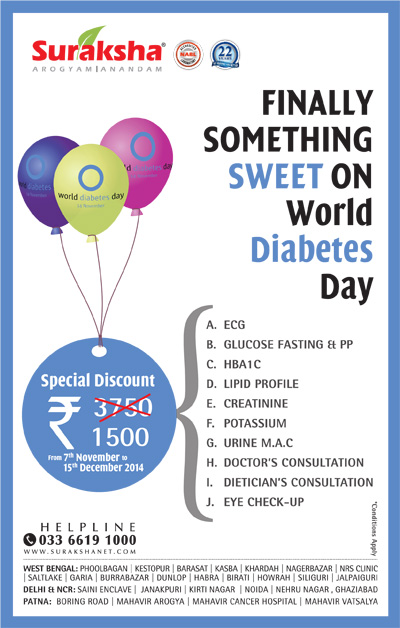 Suraksha®
AROGYAM|ANANDAM
NABL
22
YEARS
FINALLY
SOMETHING
SWEET ON
World
Diabetes
Day
world diabetes day
14 November
Special Discount
₹ 3750
1500
From 7th November to
15th December 2014
A. ECG
B. GLUCOSE FASTING & PP
C. HBA1C
D. LIPID PROFILE
E. CREATININE
F. POTASSIUM
G. URINE M.A.C
H. DOCTOR'S CONSULTATION
I. DIETICIAN'S CONSULTATION
J. EYE CHECK-UP
*Conditions Apply
HELPLINE
033 6619 1000
WWW.SURAKSHANET.COM
WEST BENGAL: PHOOLBAGAN | KESTOPUR | BARASAT | KASBA | KHARDAH | NAGERBAZAR | NRS CLINIC
| SALTLAKE | GARIA | BURRABAZAR | DUNLOP | HABRA | BIRATI | HOWRAH | SILIGURI | JALPAIGURI
DELHI & NCR: SAINI ENCLAVE | JANAKPURI | KIRTI NAGAR | NOIDA | NEHRU NAGAR, GHAZIABAD
PATNA: BORING ROAD | MAHAVIR AROGYA | MAHAVIR CANCER HOSPITAL | MAHAVIR VATSALYA